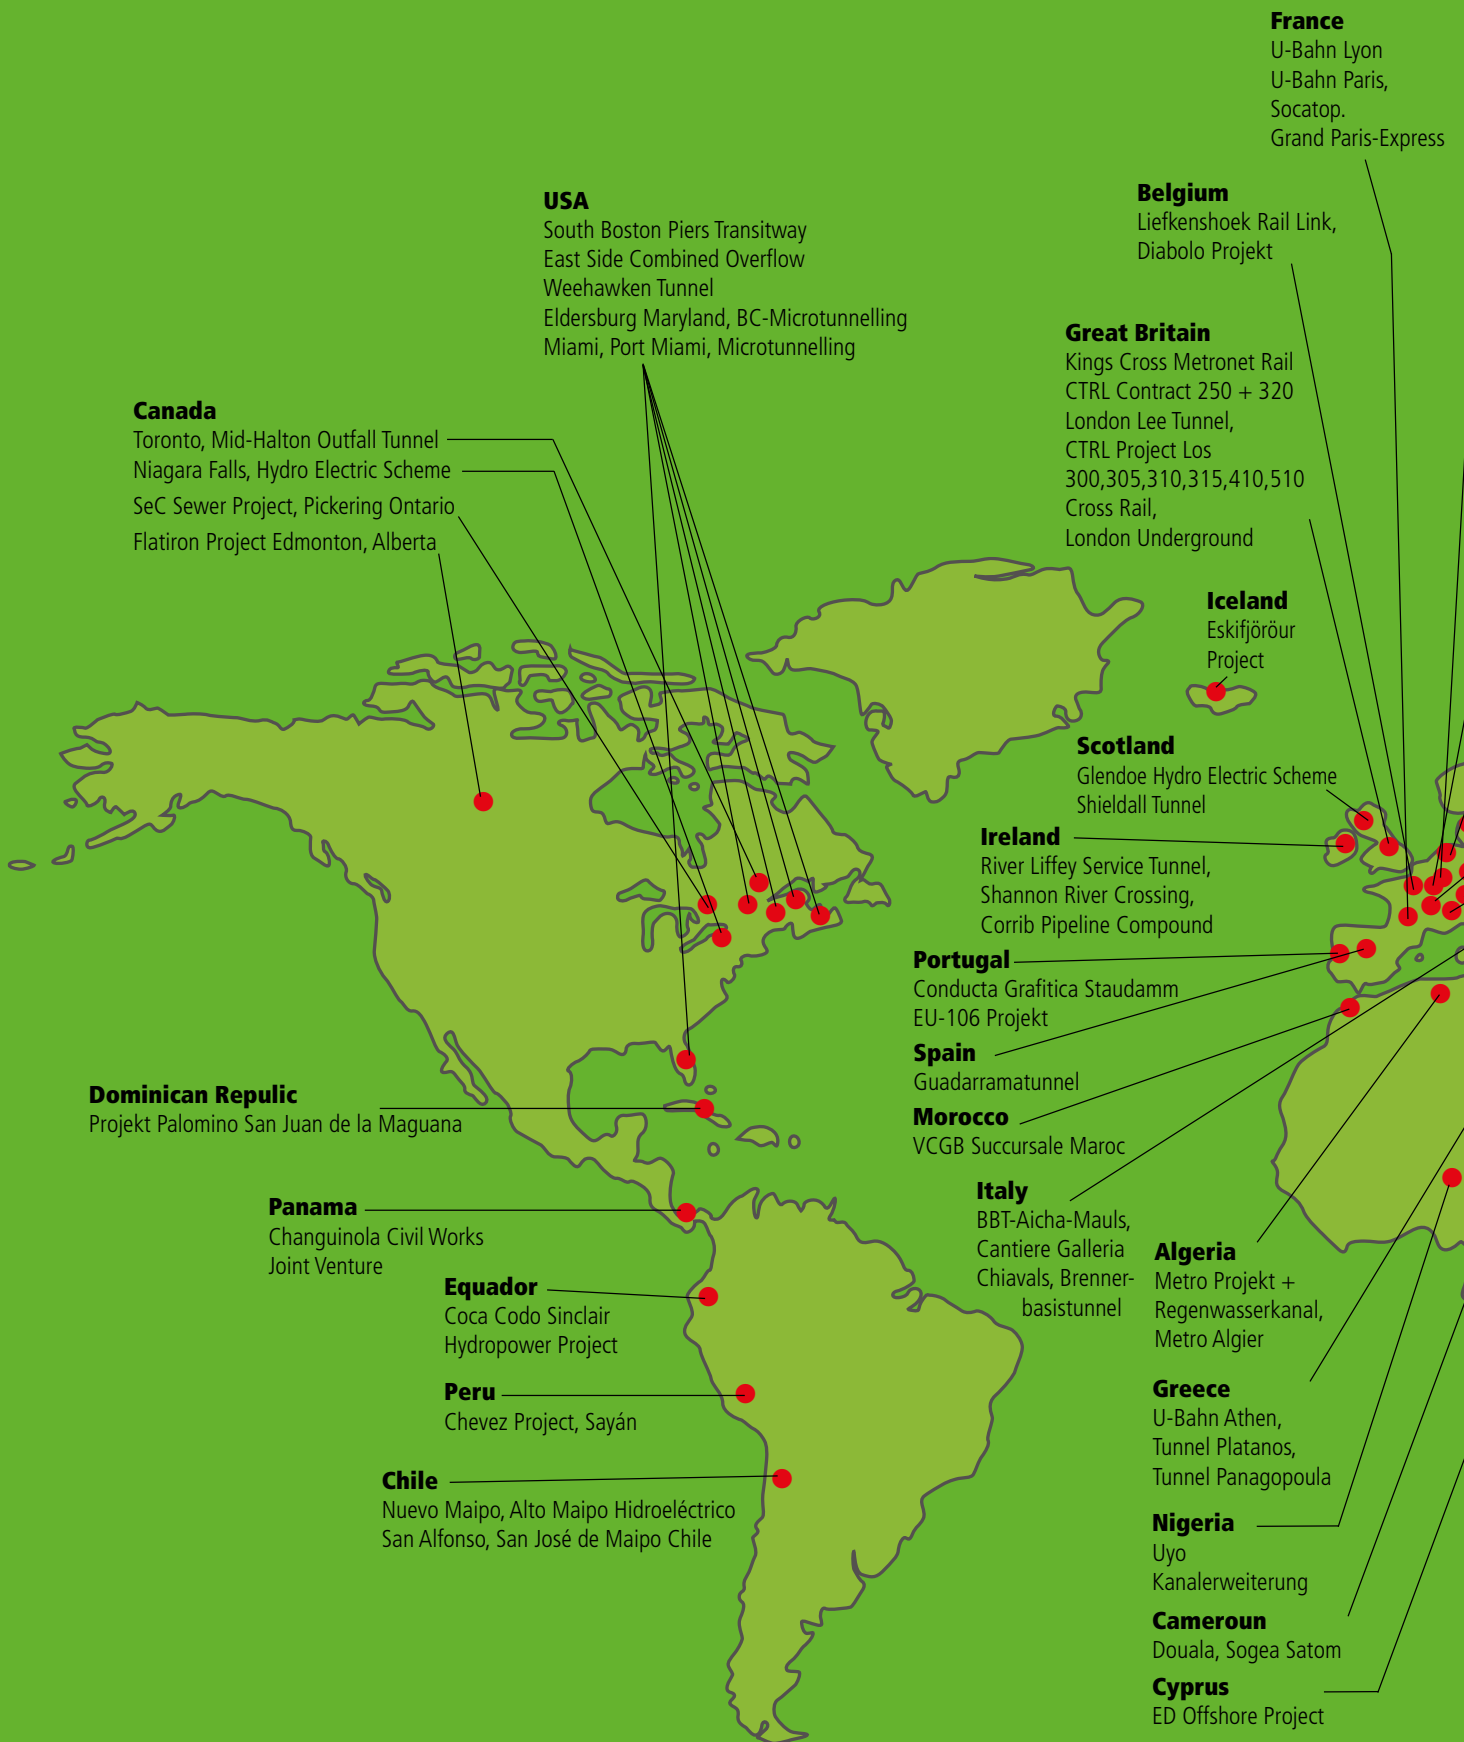 France
U-Bahn Lyon
U-Bahn Paris,
Socatop.
Grand Paris-Express
Belgium
Liefkenshoek Rail Link,
Diabolo Projekt
USA
South Boston Piers Transitway
East Side Combined Overflow
Weehawken Tunnel
Eldersburg Maryland, BC-Microtunnelling
Miami, Port Miami, Microtunnelling
Great Britain
Kings Cross Metronet Rail
CTRL Contract 250 + 320
London Lee Tunnel,
CTRL Project Los
300,305,310,315,410,510
Cross Rail,
London Underground
Canada
Toronto, Mid-Halton Outfall Tunnel
Niagara Falls, Hydro Electric Scheme
SeC Sewer Project, Pickering Ontario
Flatiron Project Edmonton, Alberta
Iceland
Eskifjöröur
Project
Scotland
Glendoe Hydro Electric Scheme
Shieldall Tunnel
Ireland
River Liffey Service Tunnel,
Shannon River Crossing,
Corrib Pipeline Compound
Portugal
Conducta Grafitica Staudamm
EU-106 Projekt
Spain
Guadarramatunnel
Morocco
VCGB Succursale Maroc
Dominican Repulic
Projekt Palomino San Juan de la Maguana
Italy
BBT-Aicha-Mauls,
Cantiere Galleria
Chiavals, Brenner-
basistunnel
Panama
Changuinola Civil Works
Joint Venture
Algeria
Metro Projekt +
Regenwasserkanal,
Metro Algier
Equador
Coca Codo Sinclair
Hydropower Project
Peru
Chevez Project, Sayán
Greece
U-Bahn Athen,
Tunnel Platanos,
Tunnel Panagopoula
Chile
Nuevo Maipo, Alto Maipo Hidroeléctrico
San Alfonso, San José de Maipo Chile
Nigeria
Uyo
Kanalerweiterung
Cameroun
Douala, Sogea Satom
Cyprus
ED Offshore Project